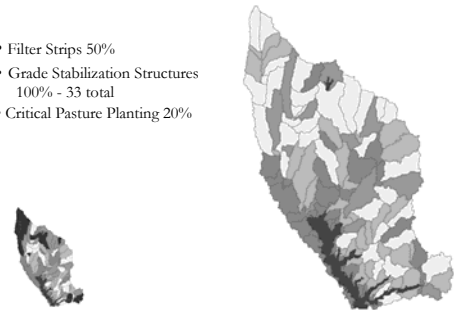 • Filter Strips 50%
• Grade Stabilization Structures
100% - 33 total
• Critical Pasture Planting 20%